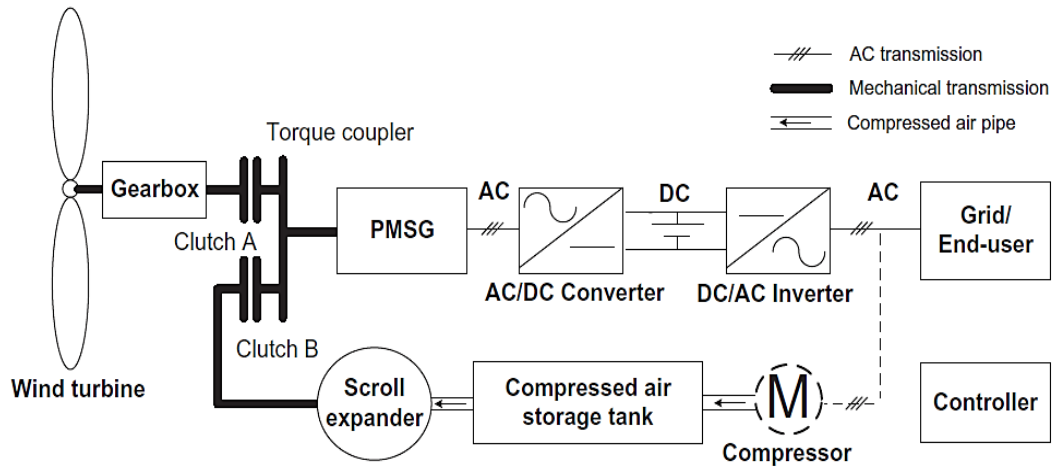 AC transmission
Mechanical transmission
Compressed air pipe
Torque coupler
Gearbox
Clutch A
PMSG
AC
DC
AC
Grid/
End-user
AC/DC Converter
DC/AC Inverter
Clutch B
Wind turbine
Scroll
expander
Compressed air
storage tank
M
Compressor
Controller